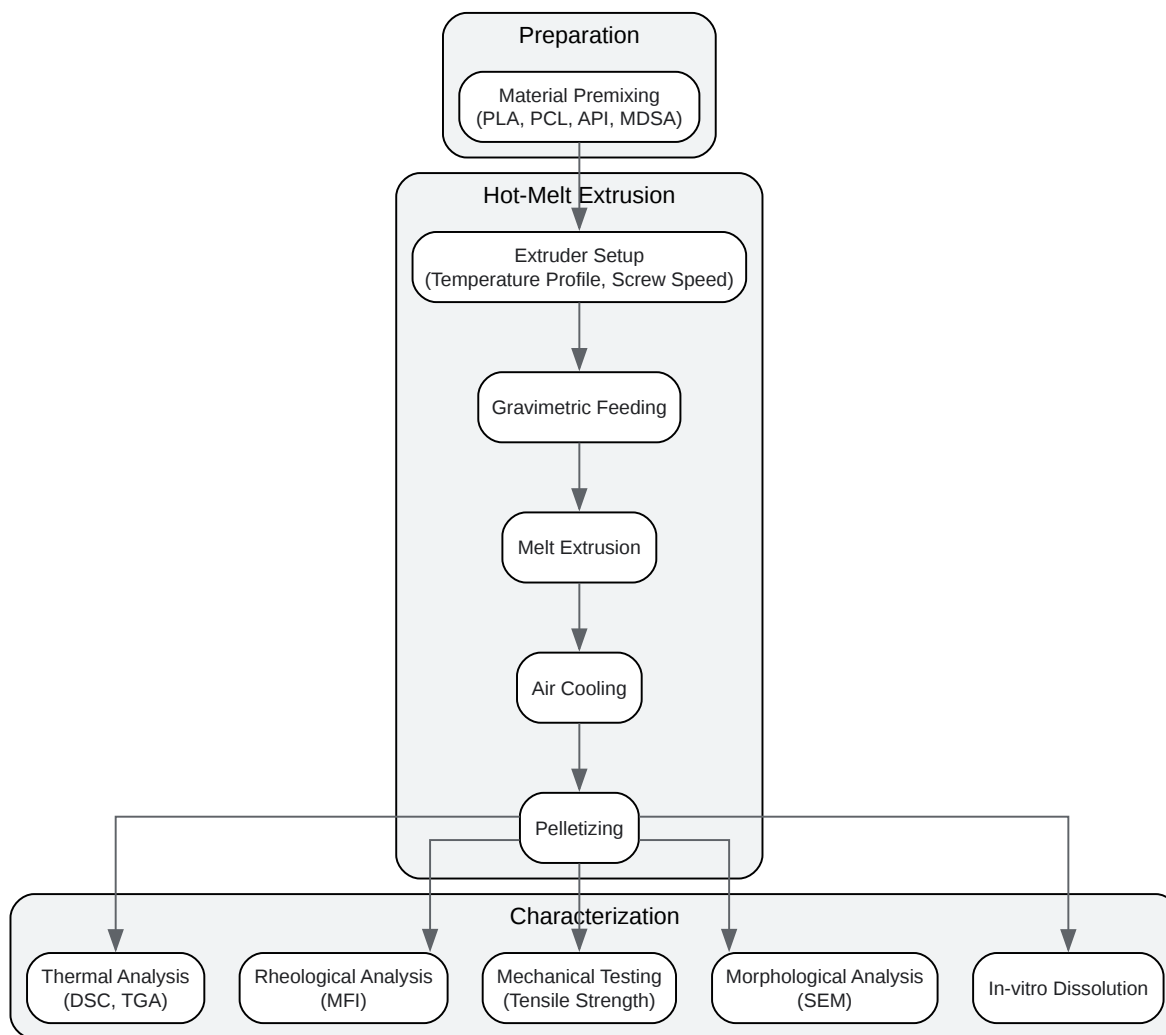 Preparation
Material Premixing
(PLA, PCL, API, MDSA)
Hot-Melt Extrusion
Extruder Setup
(Temperature Profile, Screw Speed)
Gravimetric Feeding
Melt Extrusion
Air Cooling
Pelletizing
Characterization
Thermal Analysis
(DSC, TGA)
Rheological Analysis
(MFI)
Mechanical Testing
(Tensile Strength)
Morphological Analysis
(SEM)
In-vitro Dissolution